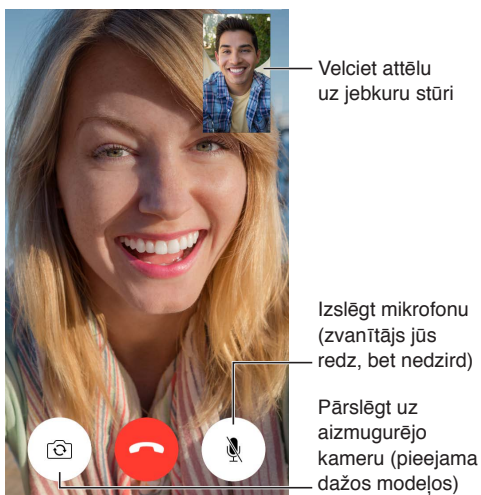 Velciet attēlu
uz jebkuru stūri
Izslēgt mikrofonu
(zvanītājs jūs
redz, bet nedzird)
Pārslēgt uz
aizmugurējo
kameru (pieejama
dažos modeļos)